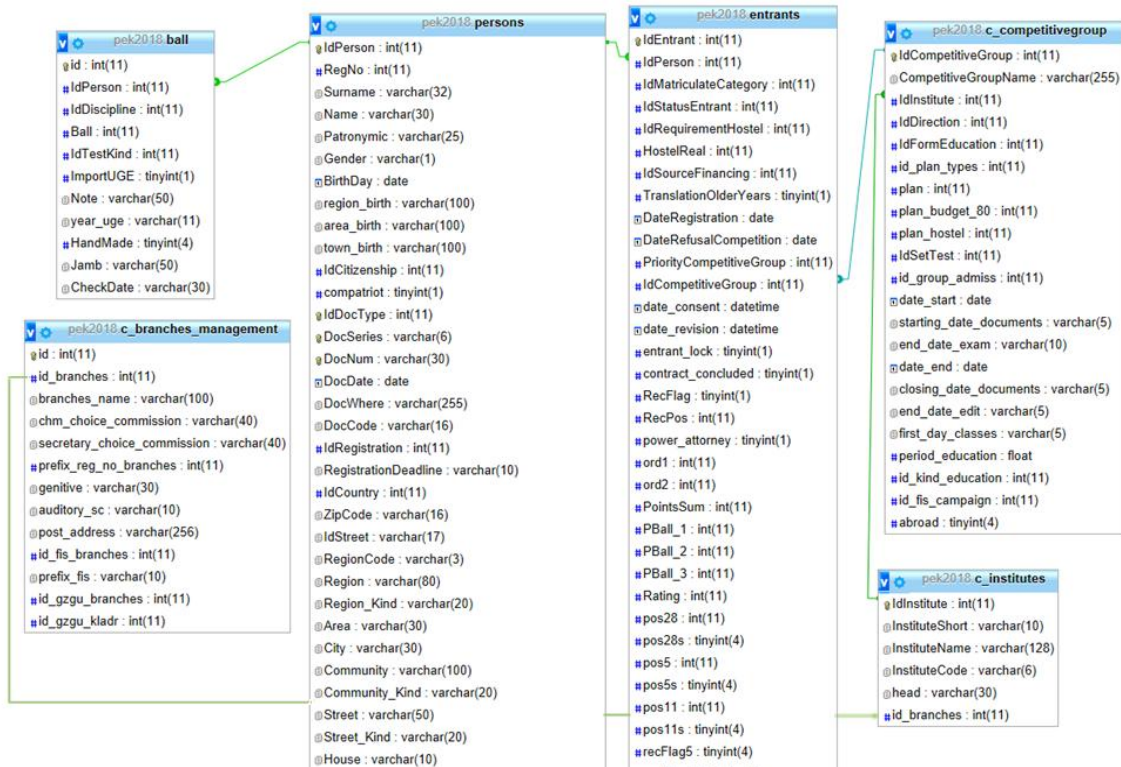 pek2018.ball
id : int(11)
IdPerson : int(11)
IdDiscipline : int(11)
Ball : int(11)
IdTestKind : int(11)
ImportUGE : tinyint(1)
Note : varchar(50)
year_uge : varchar(11)
HandMade : tinyint(4)
Jamb : varchar(50)
CheckDate : varchar(30)
pek2018.c_branches_management
id : int(11)
id_branches : int(11)
branches_name : varchar(100)
chm_choice_commission : varchar(40)
secretary_choice_commission : varchar(40)
prefix_reg_no_branches : int(11)
genitive : varchar(30)
auditory_sc : varchar(10)
post_address : varchar(256)
id_fis_branches : int(11)
prefix_fis : varchar(10)
id_gzgu_branches : int(11)
id_gzgu_kladr : int(11)
pek2018.persons
IdPerson : int(11)
RegNo : int(11)
Surname : varchar(32)
Name : varchar(30)
Patronymic : varchar(25)
Gender : varchar(1)
BirthDay : date
region_birth : varchar(100)
area_birth : varchar(100)
town_birth : varchar(100)
IdCitizenship : int(11)
compatriot : tinyint(1)
IdDocType : int(11)
DocSeries : varchar(6)
DocNum : varchar(30)
DocDate : date
DocWhere : varchar(255)
DocCode : varchar(16)
IdRegistration : int(11)
RegistrationDeadline : varchar(10)
IdCountry : int(11)
ZipCode : varchar(16)
IdStreet : varchar(17)
RegionCode : varchar(3)
Region : varchar(80)
Region_Kind : varchar(20)
Area : varchar(30)
City : varchar(30)
Community : varchar(100)
Community_Kind : varchar(20)
Street : varchar(50)
Street_Kind : varchar(20)
House : varchar(10)
pek2018.entrants
IdEntrant : int(11)
IdPerson : int(11)
IdMatriculateCategory : int(11)
IdStatusEntrant : int(11)
IdRequirementHostel : int(11)
HostelReal : int(11)
IdSourceFinancing : int(11)
TranslationOlderYears : tinyint(1)
DateRegistration : date
DateRefusalCompetition : date
PriorityCompetitiveGroup : int(11)
IdCompetitiveGroup : int(11)
date_consent : datetime
date_revision : datetime
entrant_lock : tinyint(1)
contract_concluded : tinyint(1)
RecFlag : tinyint(1)
RecPos : int(11)
power_attorney : tinyint(1)
ord1 : int(11)
ord2 : int(11)
PointsSum : int(11)
PBall_1 : int(11)
PBall_2 : int(11)
PBall_3 : int(11)
Rating : int(11)
pos28 : int(11)
pos28s : tinyint(4)
pos5 : int(11)
pos5s : tinyint(4)
pos11 : int(11)
pos11s : tinyint(4)
recFlag5 : tinyint(4)
pek2018.c_competitivegroup
IdCompetitiveGroup : int(11)
CompetitiveGroupName : varchar(255)
IdInstitute : int(11)
IdDirection : int(11)
IdFormEducation : int(11)
id_plan_types : int(11)
plan : int(11)
plan_budget_80 : int(11)
plan_hostel : int(11)
IdSetTest : int(11)
id_group_admiss : int(11)
date_start : date
starting_date_documents : varchar(5)
end_date_exam : varchar(10)
date_end : date
closing_date_documents : varchar(5)
end_date_edit : varchar(5)
first_day_classes : varchar(5)
period_education : float
id_kind_education : int(11)
id_fis_campaign : int(11)
abroad : tinyint(4)
pek2018.c_institutes
IdInstitute : int(11)
InstituteShort : varchar(10)
InstituteName : varchar(128)
InstituteCode : varchar(6)
head : varchar(30)
id_branches : int(11)